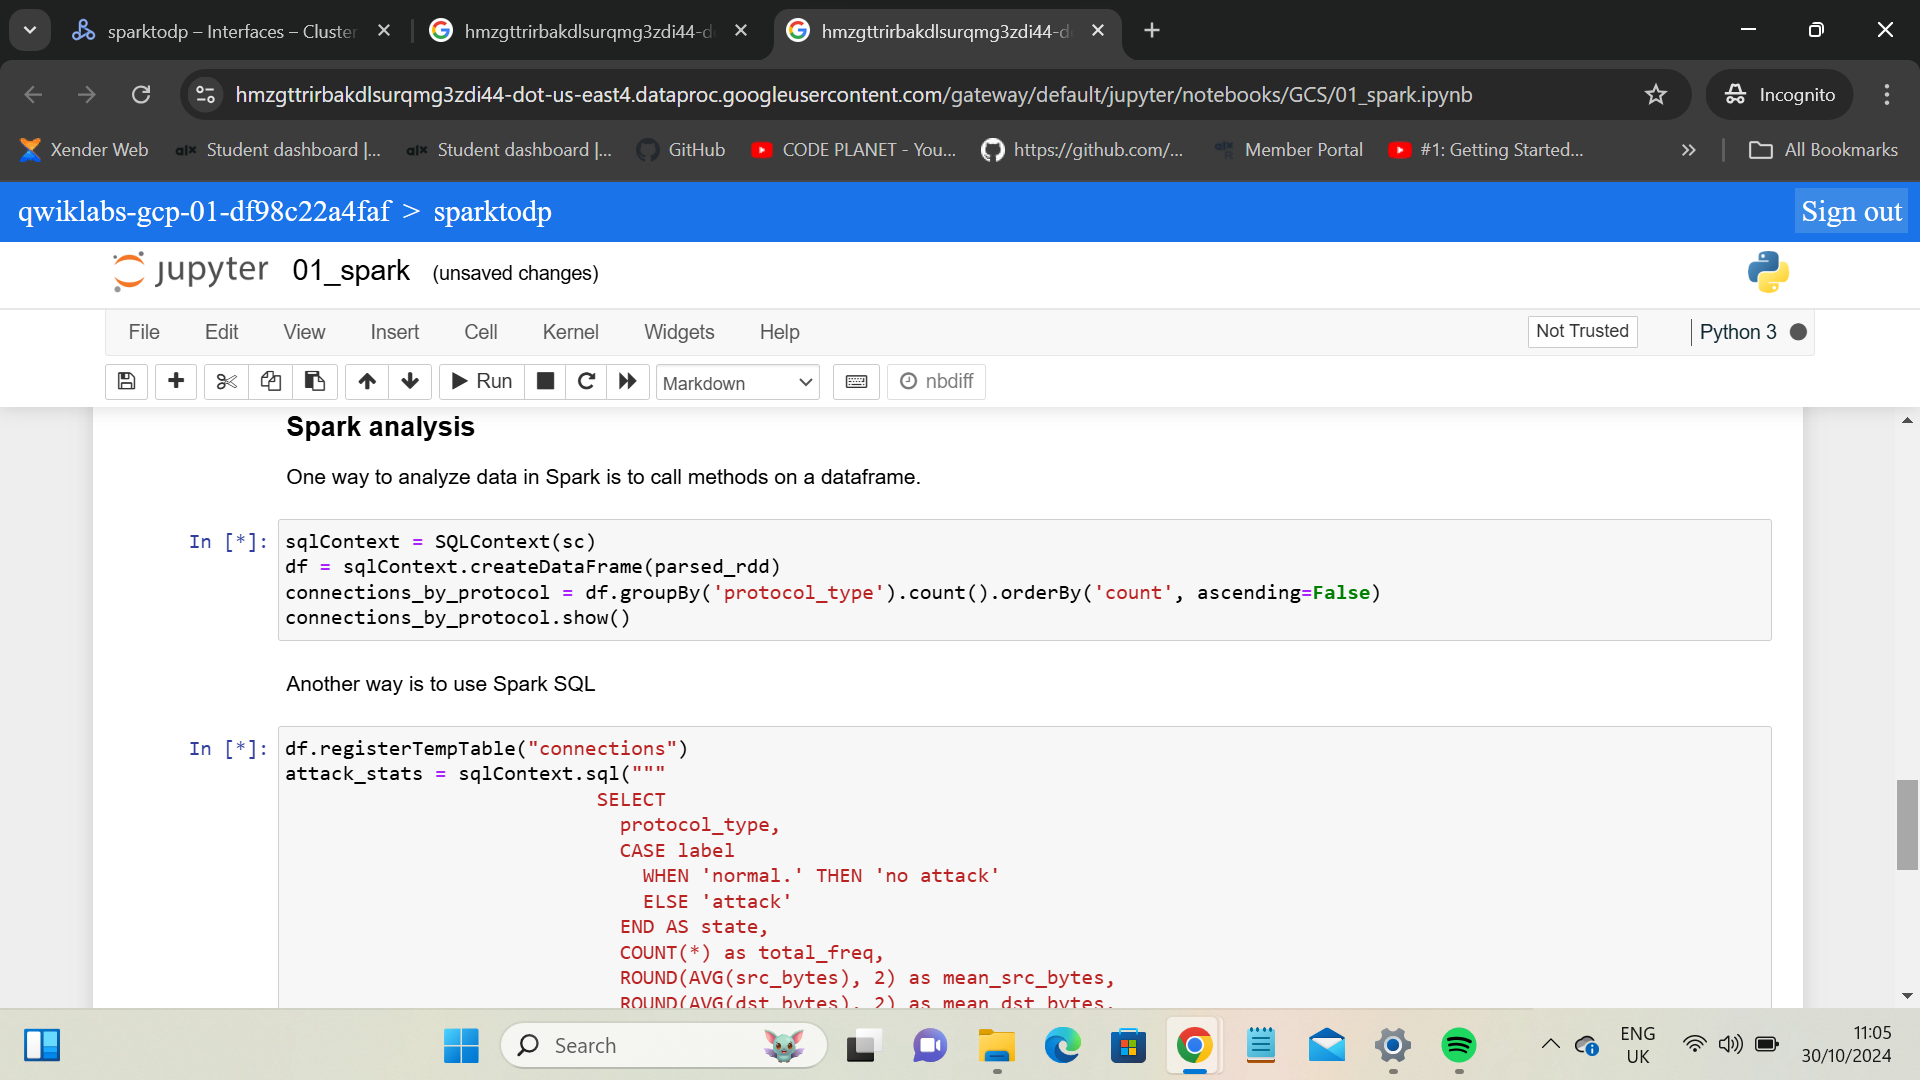 sparktodp – Interfaces – Cluster
hmzgttrirbakdlsurqmg3zdi44-d
hmzgttrirbakdlsurqmg3zdi44-d
hmzgttrirbakdlsurqmg3zdi44-dot-us-east4.dataproc.googleusercontent.com/gateway/default/jupyter/notebooks/GCS/01_spark.ipynb
Incognito
Xender Web
Student dashboard |...
Student dashboard |...
GitHub
CODE PLANET - You...
https://github.com/...
Member Portal
#1: Getting Started...
All Bookmarks
qwiklabs-gcp-01-df98c22a4faf > sparktodp
Sign out
jupyter 01_spark (unsaved changes)
File Edit View Insert Cell Kernel Widgets Help
Not Trusted
Python 3
Run
Markdown
nbdiff
Spark analysis
One way to analyze data in Spark is to call methods on a dataframe.
In [*]:
sqlContext = SQLContext(sc)
df = sqlContext.createDataFrame(parsed_rdd)
connections_by_protocol = df.groupBy('protocol_type').count().orderBy('count', ascending=False)
connections_by_protocol.show()
Another way is to use Spark SQL
In [*]:
df.registerTempTable("connections")
attack_stats = sqlContext.sql("""
SELECT
protocol_type,
CASE label
WHEN 'normal.' THEN 'no attack'
ELSE 'attack'
END AS state,
COUNT(*) as total_freq,
ROUND(AVG(src_bytes), 2) as mean_src_bytes,
ROUND(AVG(dst_bytes), 2) as mean_dst_bytes,
Search
ENG
UK
11:05
30/10/2024